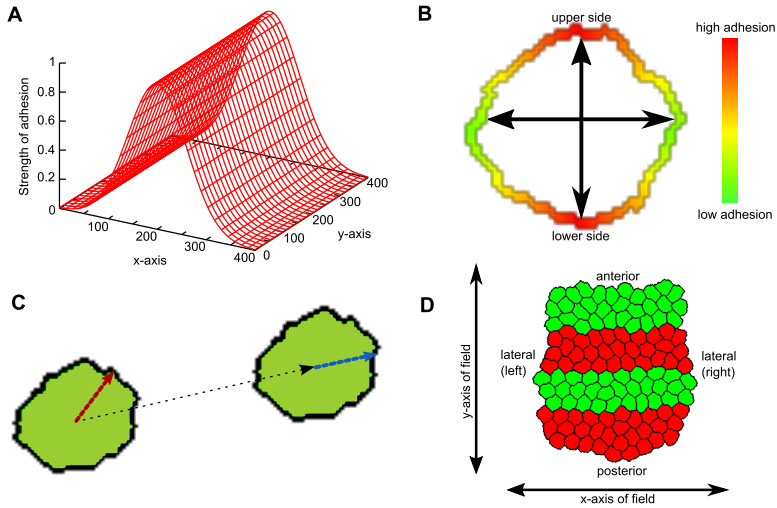 A
Strength of adhesion
1
0.8
0.6
0.4
0.2
0
100
200
300
400
x-axis
0
100
200
300
400
y-axis
B
upper side
lower side
high adhesion
low adhesion
C
D
anterior
lateral
(left)
lateral
(right)
posterior
y-axis of field
x-axis of field